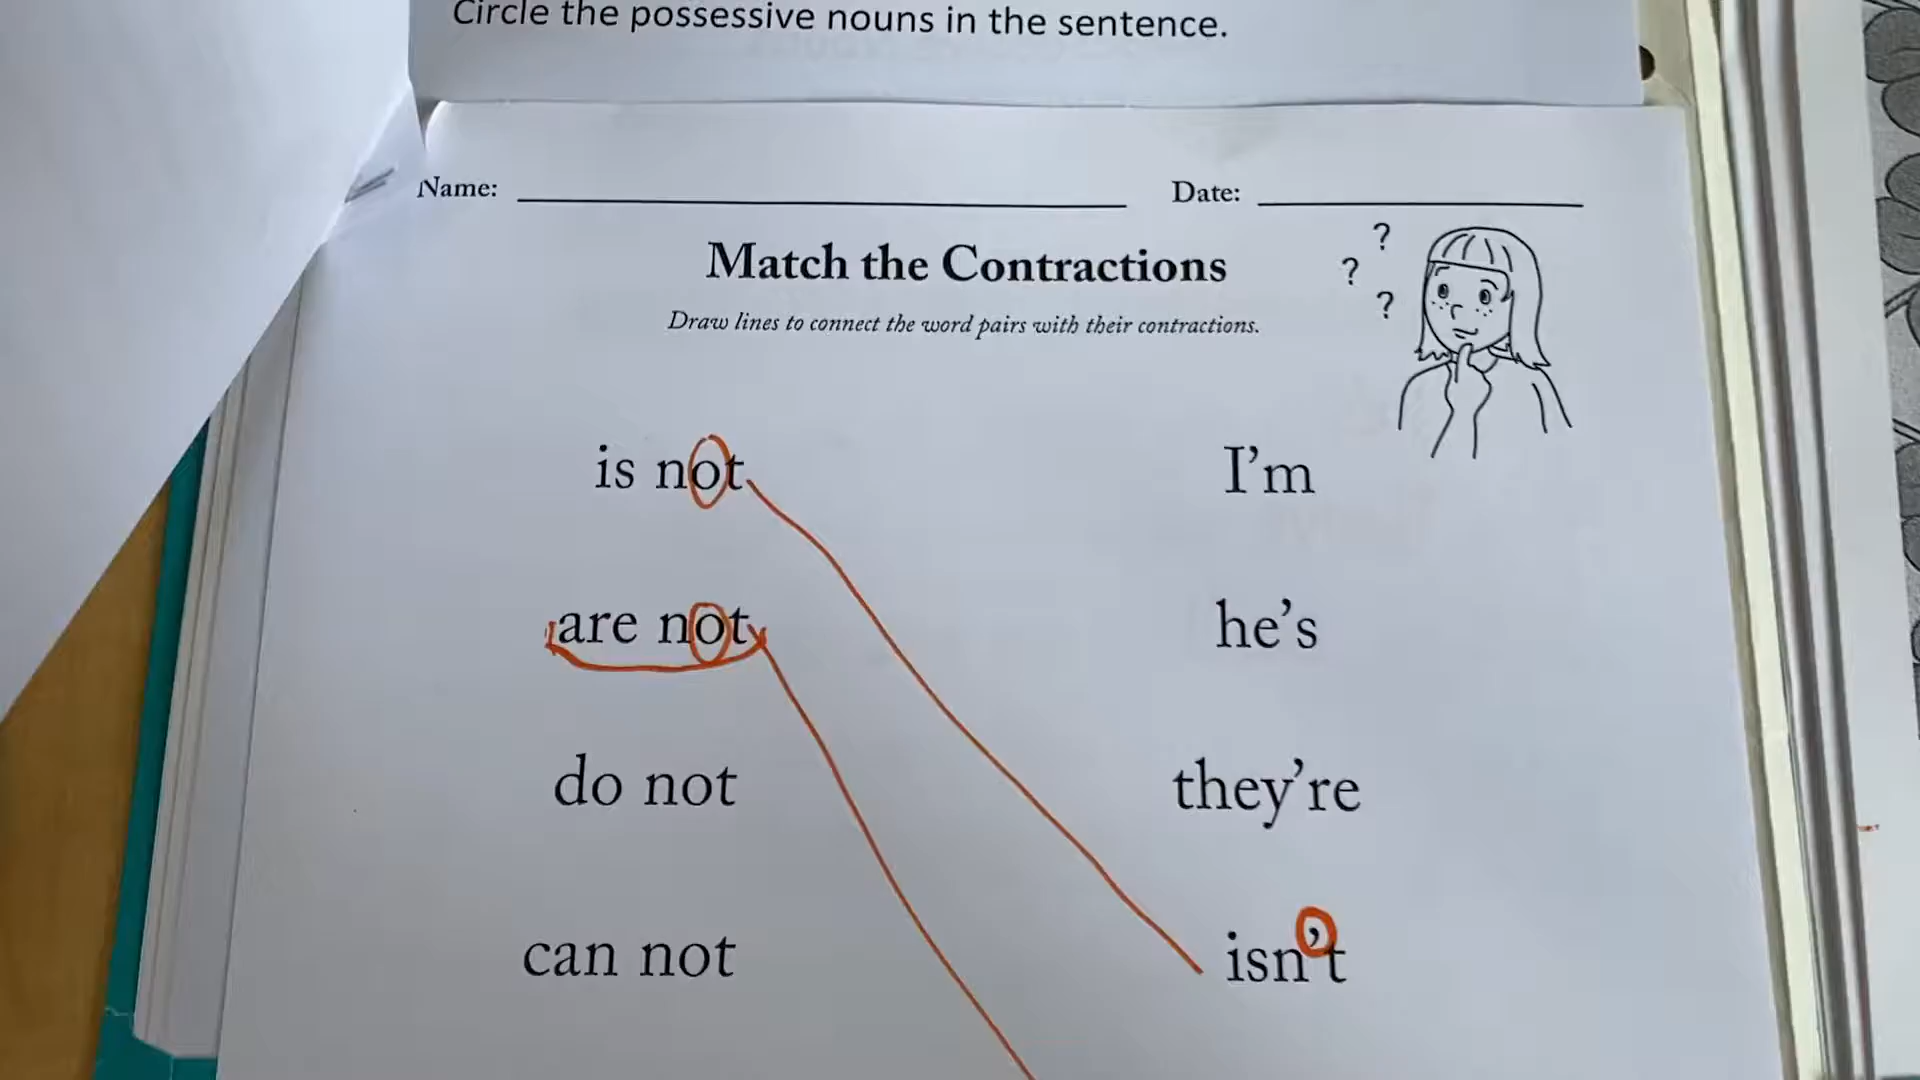 Circle the possessive nouns in the sentence.
Name: Date:
Match the Contractions
Draw lines to connect the word pairs with their contractions.
?
?
?
is not I’m
are not he’s
do not they’re
can not isn’t